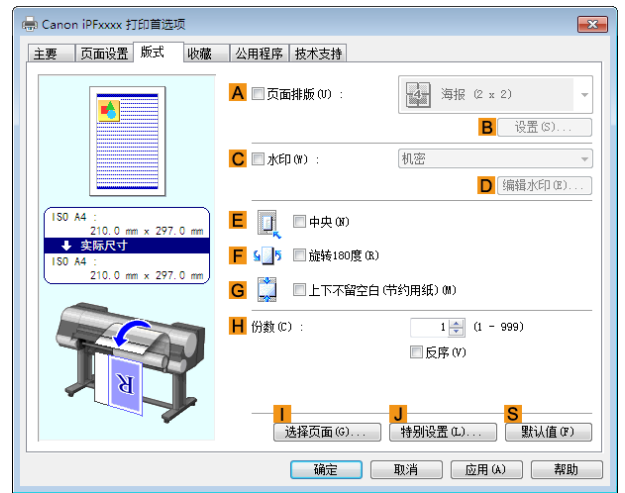 Canon iPFxxxx 打印首选项
主要 页面设置 版式 收藏 公用程序 技术支持
A 页面排版(U) : 4 海报 (2 x 2)
B 设置(S)...
C 水印(W) : 机密
D 编辑水印(E)...
ISO A4 :
210.0 mm x 297.0 mm
实际尺寸
ISO A4 :
210.0 mm x 297.0 mm
E 中央(N)
F 旋转180度(R)
G 上下不留空白(节约用纸)(M)
H 份数(C) : 1 (1 - 999)
反序(V)
R
I 选择页面(G)...
J 特别设置(L)...
S 默认值(F)
确定 取消 应用(A) 帮助